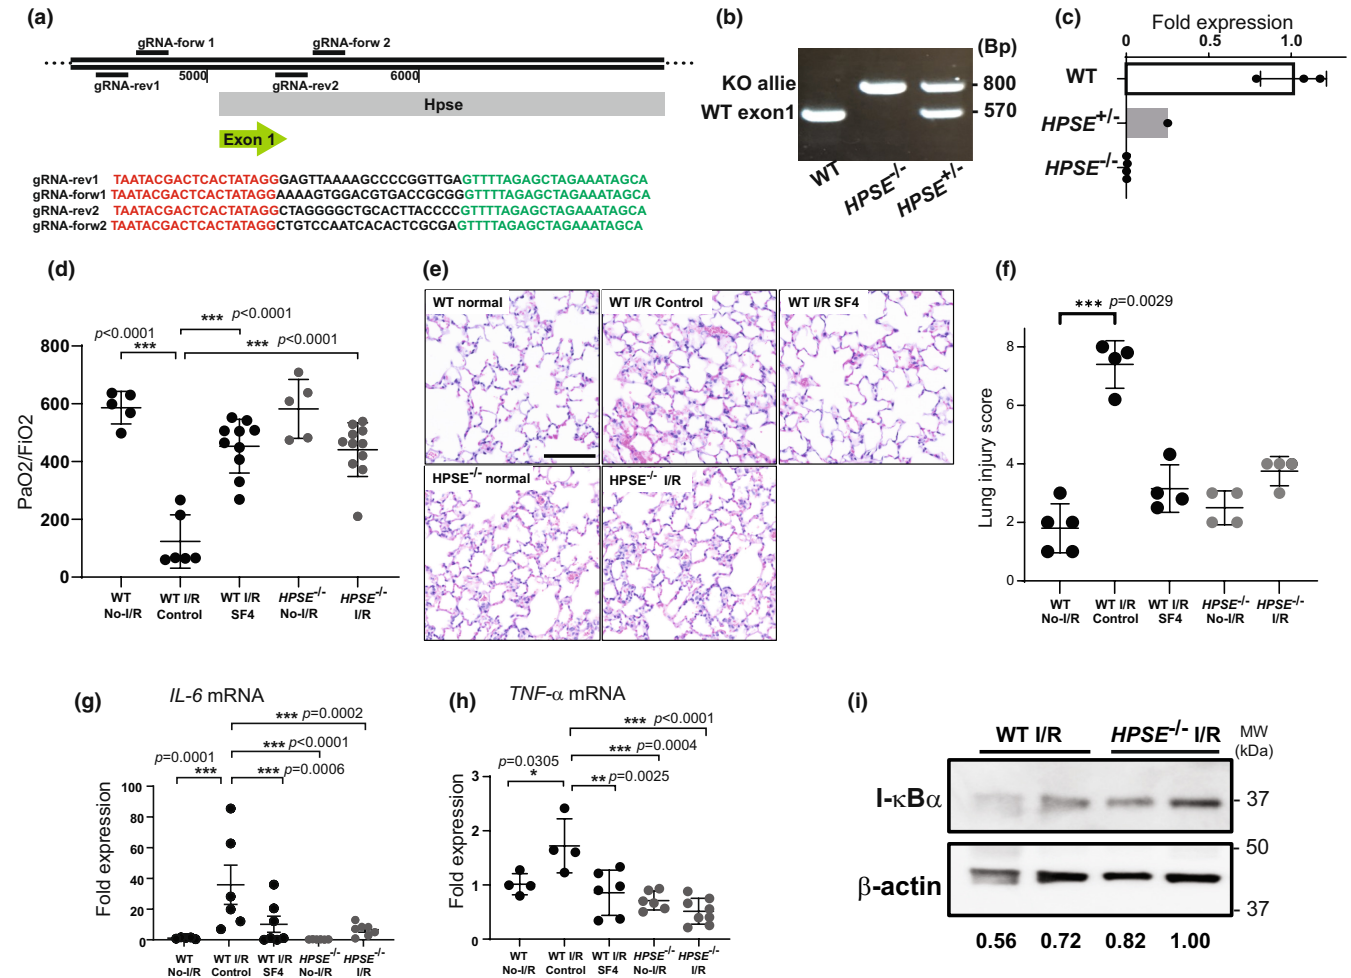 (a)
gRNA-forw 1 gRNA-forw 2
gRNA-rev1 5000 gRNA-rev2 6000
Hpse
Exon 1
gRNA-rev1 TAATACGACTCACTATAGGGAGTTAAAAGCCCCGGTTGAGTTTTAGAGCTAGAAATAGCA
gRNA-forw1 TAATACGACTCACTATAGGAAAAGTGGACGTGACCGCGGTTTTAGAGCTAGAAATAGCA
gRNA-rev2 TAATACGACTCACTATAGGCTAGGGGCTGCACTTACCCCGTTTTAGAGCTAGAAATAGCA
gRNA-forw2 TAATACGACTCACTATAGGCTGTCCAATCACACTCGCGAGTTTTAGAGCTAGAAATAGCA
(b)
(Bp)
KO allie - 800
WT exon1 - 570
WT HPSE-/- HPSE+/-
(c)
Fold expression
0 0.5 1.0
WT
HPSE+/-
HPSE-/-
(d)
p<0.0001
*** p<0.0001
*** *** p<0.0001
800
600
400
200
0
PaO2/FiO2
WT No-I/R
WT I/R Control
WT I/R SF4
HPSE-/- No-I/R
HPSE-/- I/R
(e)
WT normal
WT I/R Control
WT I/R SF4
HPSE-/- normal
HPSE-/- I/R
(f)
*** p=0.0029
8
6
4
2
0
Lung injury score
WT No-I/R
WT I/R Control
WT I/R SF4
HPSE-/- No-I/R
HPSE-/- I/R
(g)
IL-6 mRNA
*** p=0.0002
*** p<0.0001
p=0.0001
*** *** p=0.0006
100
80
60
40
20
0
Fold expression
WT No-I/R
WT I/R Control
WT I/R SF4
HPSE-/- No-I/R
HPSE-/- I/R
(h)
TNF-α mRNA
*** p<0.0001
*** p=0.0004
p=0.0305
* ** p=0.0025
3
2
1
0
Fold expression
WT No-I/R
WT I/R Control
WT I/R SF4
HPSE-/- No-I/R
HPSE-/- I/R
(i)
WT I/R HPSE-/- I/R MW (kDa)
I-κBα - 37
50
β-actin
37
0.56 0.72 0.82 1.00